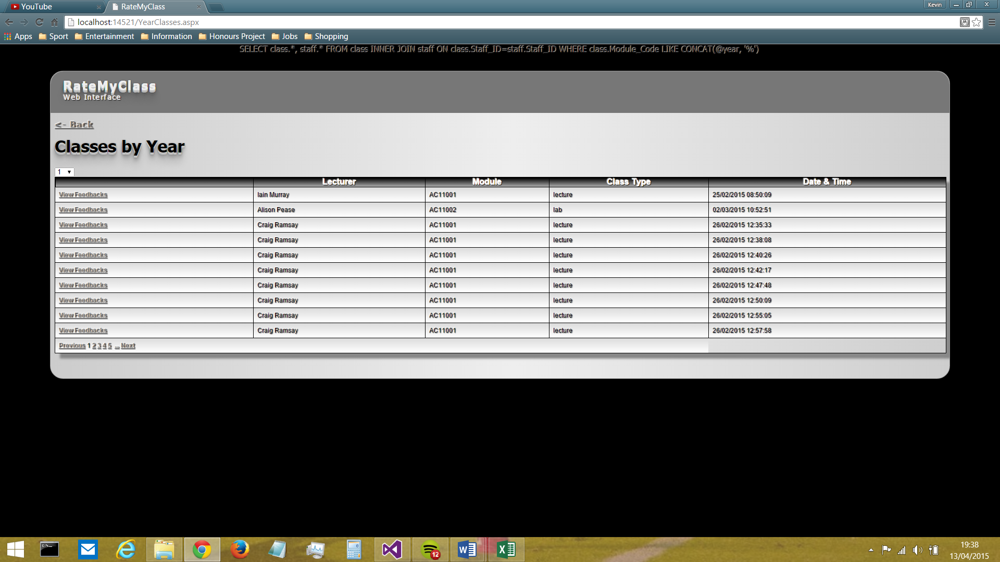 YouTube
RateMyClass
Kevin
localhost:14521/YearClasses.aspx
Apps Sport Entertainment Information Honours Project Jobs Shopping
SELECT class.*, staff.* FROM class INNER JOIN staff ON class.Staff_ID=staff.Staff_ID WHERE class.Module_Code LIKE CONCAT(@year, '%')
RateMyClass
Web Interface
<- Back
Classes by Year
1
Lecturer Module Class Type Date & Time
View Feedbacks Iain Murray AC11001 lecture 25/02/2015 08:50:09
View Feedbacks Alison Pease AC11002 lab 02/03/2015 10:52:51
View Feedbacks Craig Ramsay AC11001 lecture 26/02/2015 12:35:33
View Feedbacks Craig Ramsay AC11001 lecture 26/02/2015 12:38:08
View Feedbacks Craig Ramsay AC11001 lecture 26/02/2015 12:40:26
View Feedbacks Craig Ramsay AC11001 lecture 26/02/2015 12:42:17
View Feedbacks Craig Ramsay AC11001 lecture 26/02/2015 12:47:48
View Feedbacks Craig Ramsay AC11001 lecture 26/02/2015 12:50:09
View Feedbacks Craig Ramsay AC11001 lecture 26/02/2015 12:55:05
View Feedbacks Craig Ramsay AC11001 lecture 26/02/2015 12:57:58
Previous 1 2 3 4 5 ... Next
12
19:38
13/04/2015